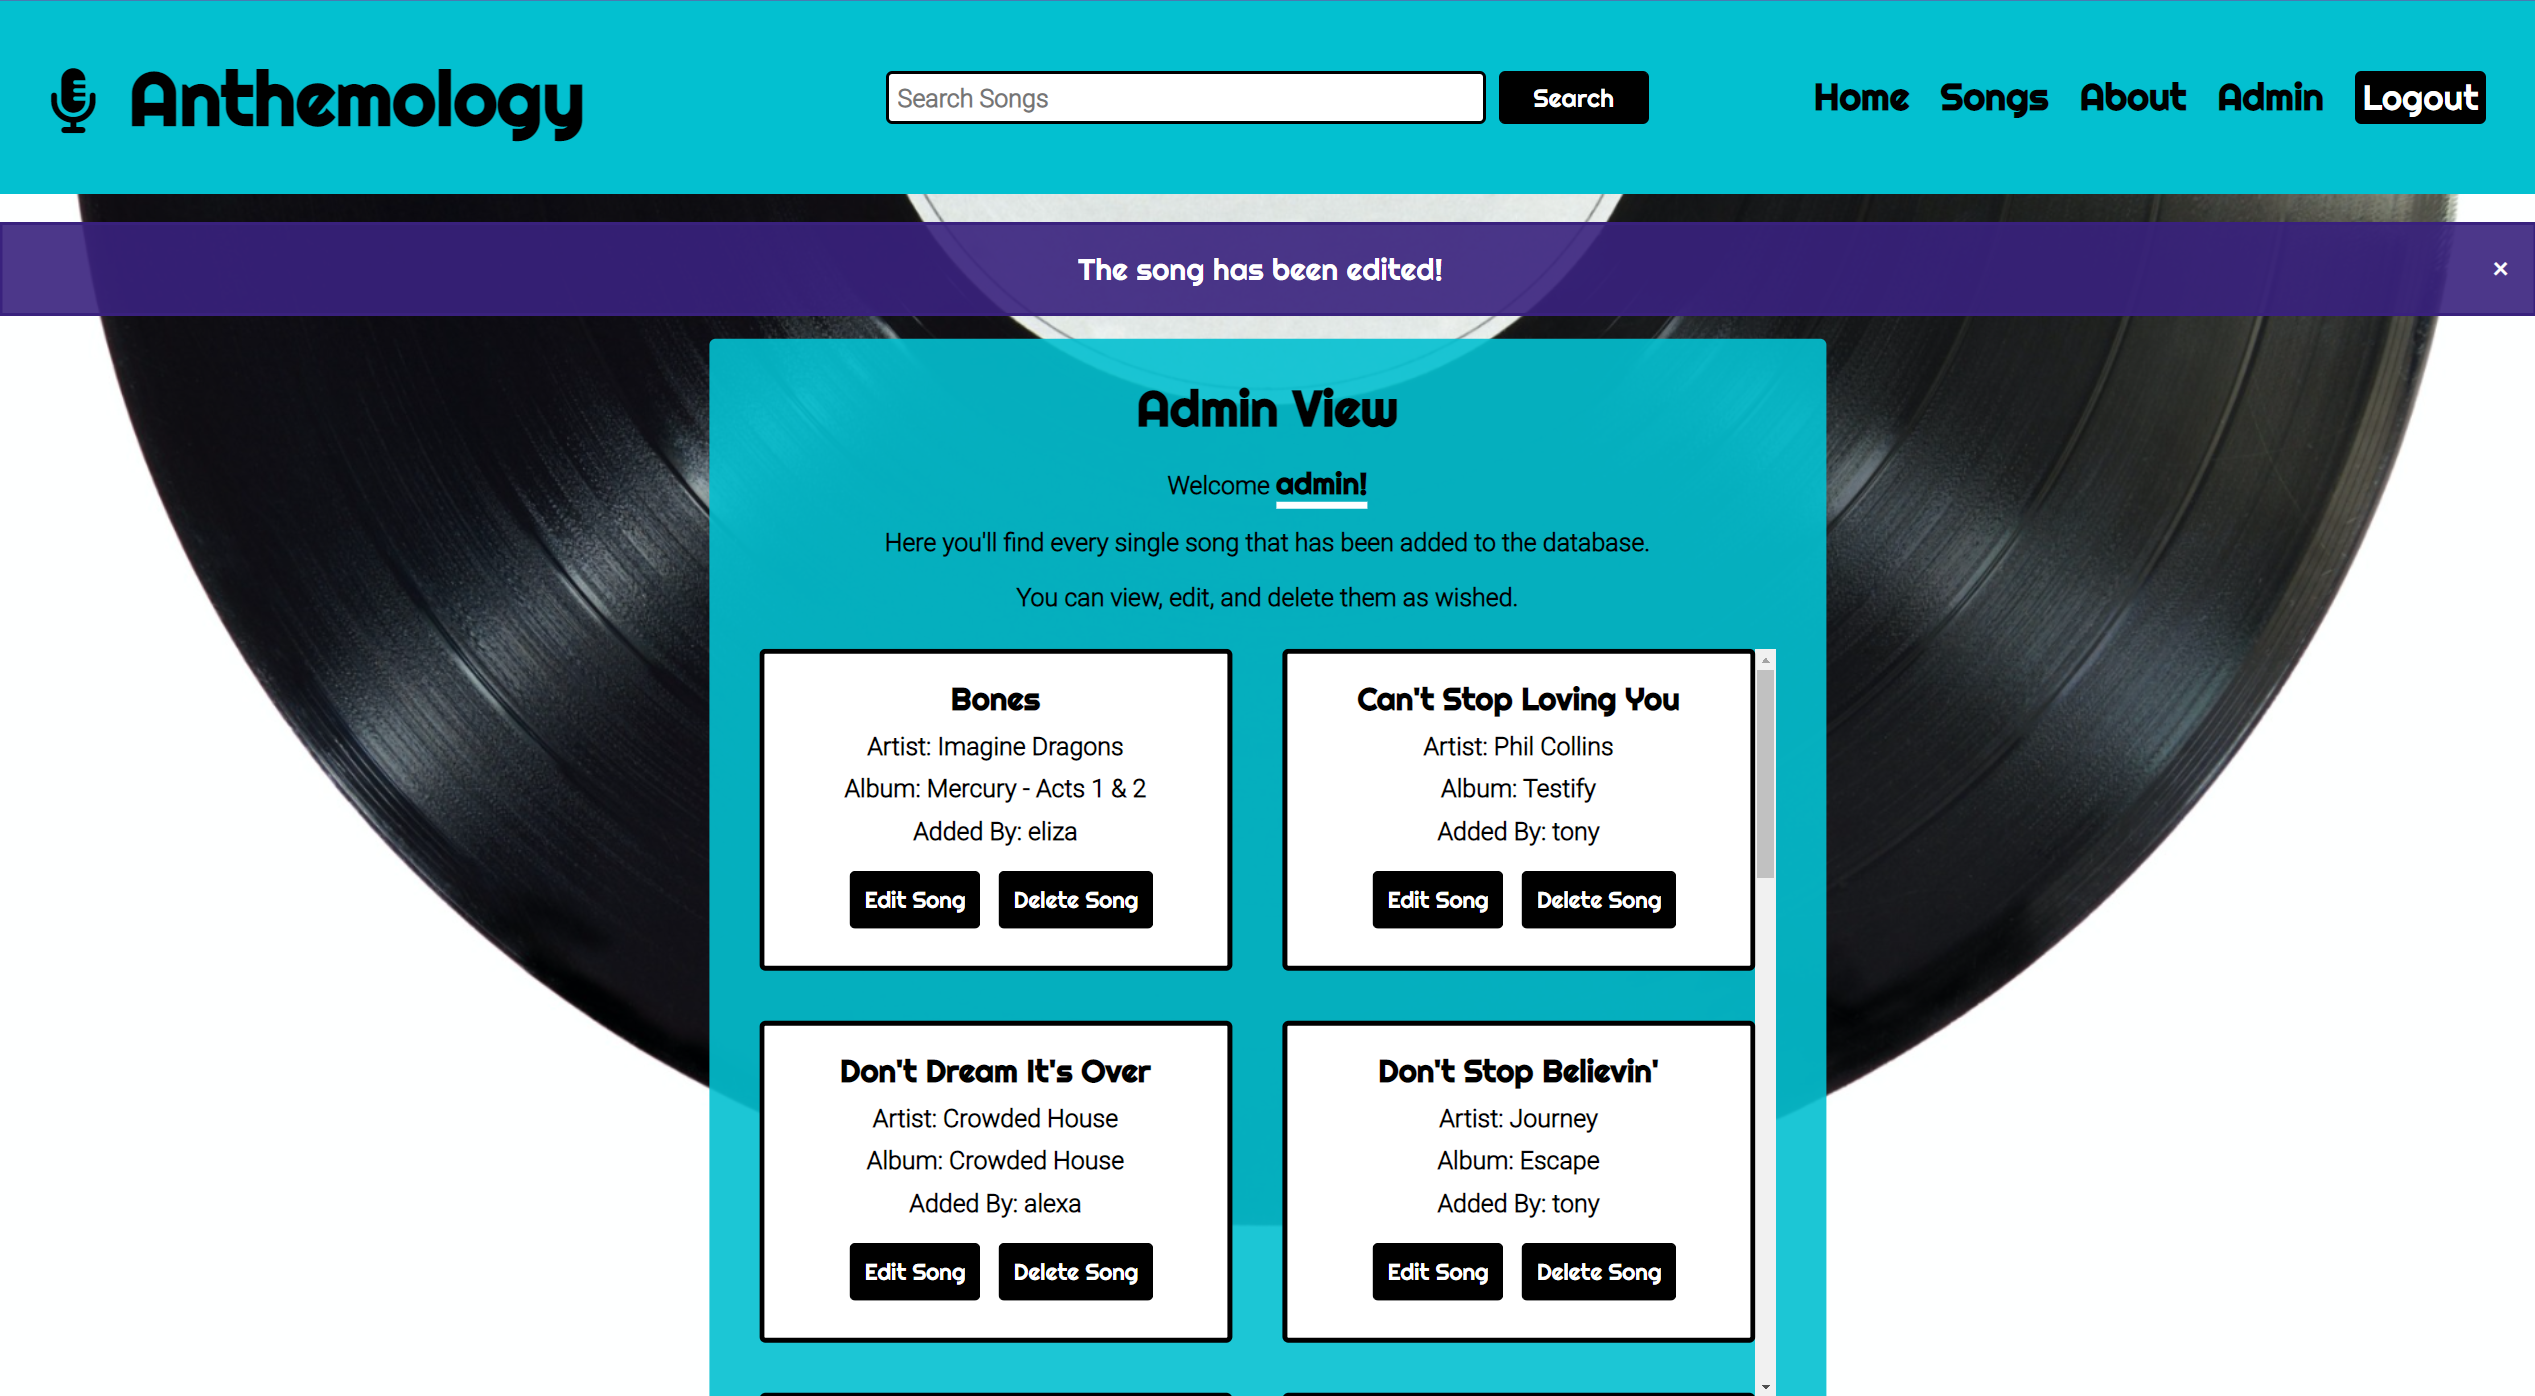 Anthemology
Search Songs
Search
Home Songs About Admin Logout
The song has been edited!
×
Admin View
Welcome admin!
Here you'll find every single song that has been added to the database.
You can view, edit, and delete them as wished.
Bones
Artist: Imagine Dragons
Album: Mercury - Acts 1 & 2
Added By: eliza
Edit Song Delete Song
Can't Stop Loving You
Artist: Phil Collins
Album: Testify
Added By: tony
Edit Song Delete Song
Don't Dream It's Over
Artist: Crowded House
Album: Crowded House
Added By: alexa
Edit Song Delete Song
Don't Stop Believin'
Artist: Journey
Album: Escape
Added By: tony
Edit Song Delete Song